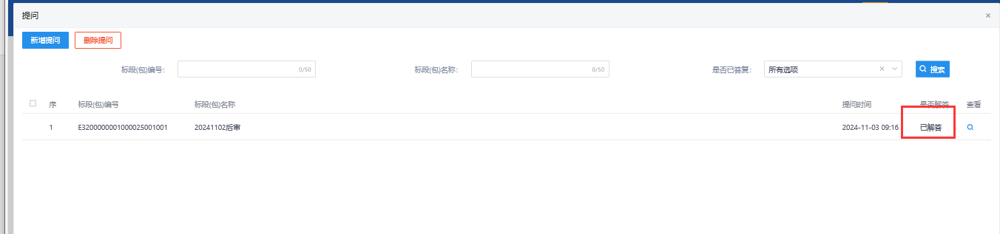 提问
新增提问 删除提问
标段(包)编号： 0/50 标段(包)名称： 0/50 是否已答复： 所有选项 搜索
序 标段(包)编号 标段(包)名称 提问时间 是否解答 查看
1 E3200000001000025001001 20241102后审 2024-11-03 09:16 已解答